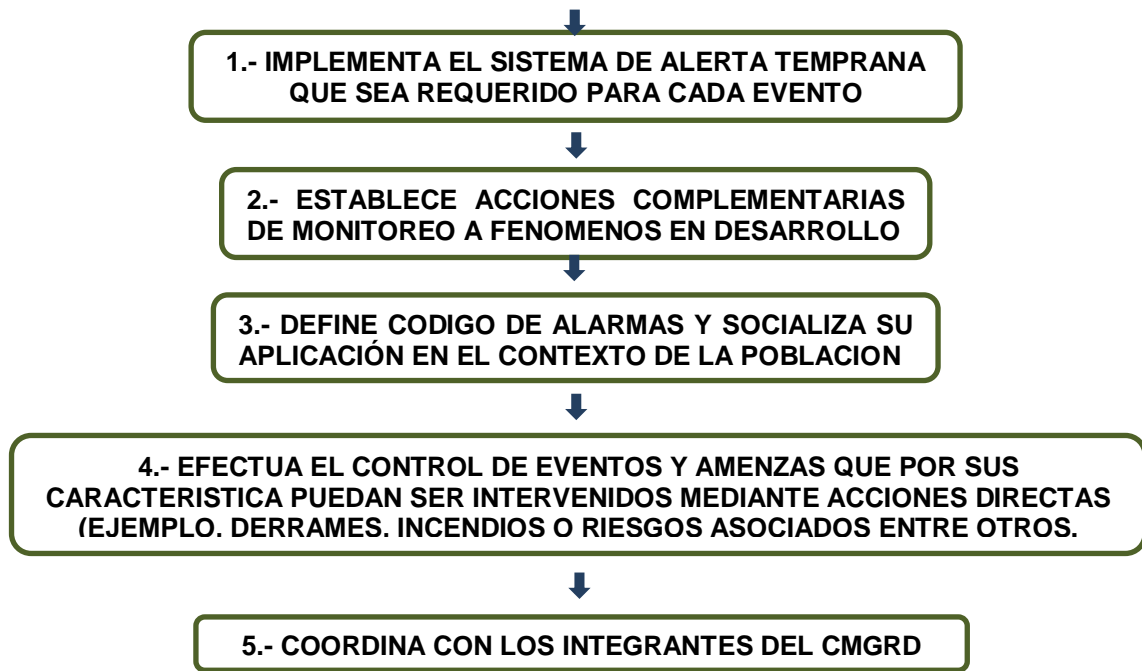 1.- IMPLEMENTA EL SISTEMA DE ALERTA TEMPRANA
QUE SEA REQUERIDO PARA CADA EVENTO
2.- ESTABLECE ACCIONES COMPLEMENTARIAS
DE MONITOREO A FENOMENOS EN DESARROLLO
3.- DEFINE CODIGO DE ALARMAS Y SOCIALIZA SU
APLICACIÓN EN EL CONTEXTO DE LA POBLACION
4.- EFECTUA EL CONTROL DE EVENTOS Y AMENZAS QUE POR SUS
CARACTERISTICA PUEDAN SER INTERVENIDOS MEDIANTE ACCIONES DIRECTAS
(EJEMPLO. DERRAMES. INCENDIOS O RIESGOS ASOCIADOS ENTRE OTROS.
5.- COORDINA CON LOS INTEGRANTES DEL CMGRD